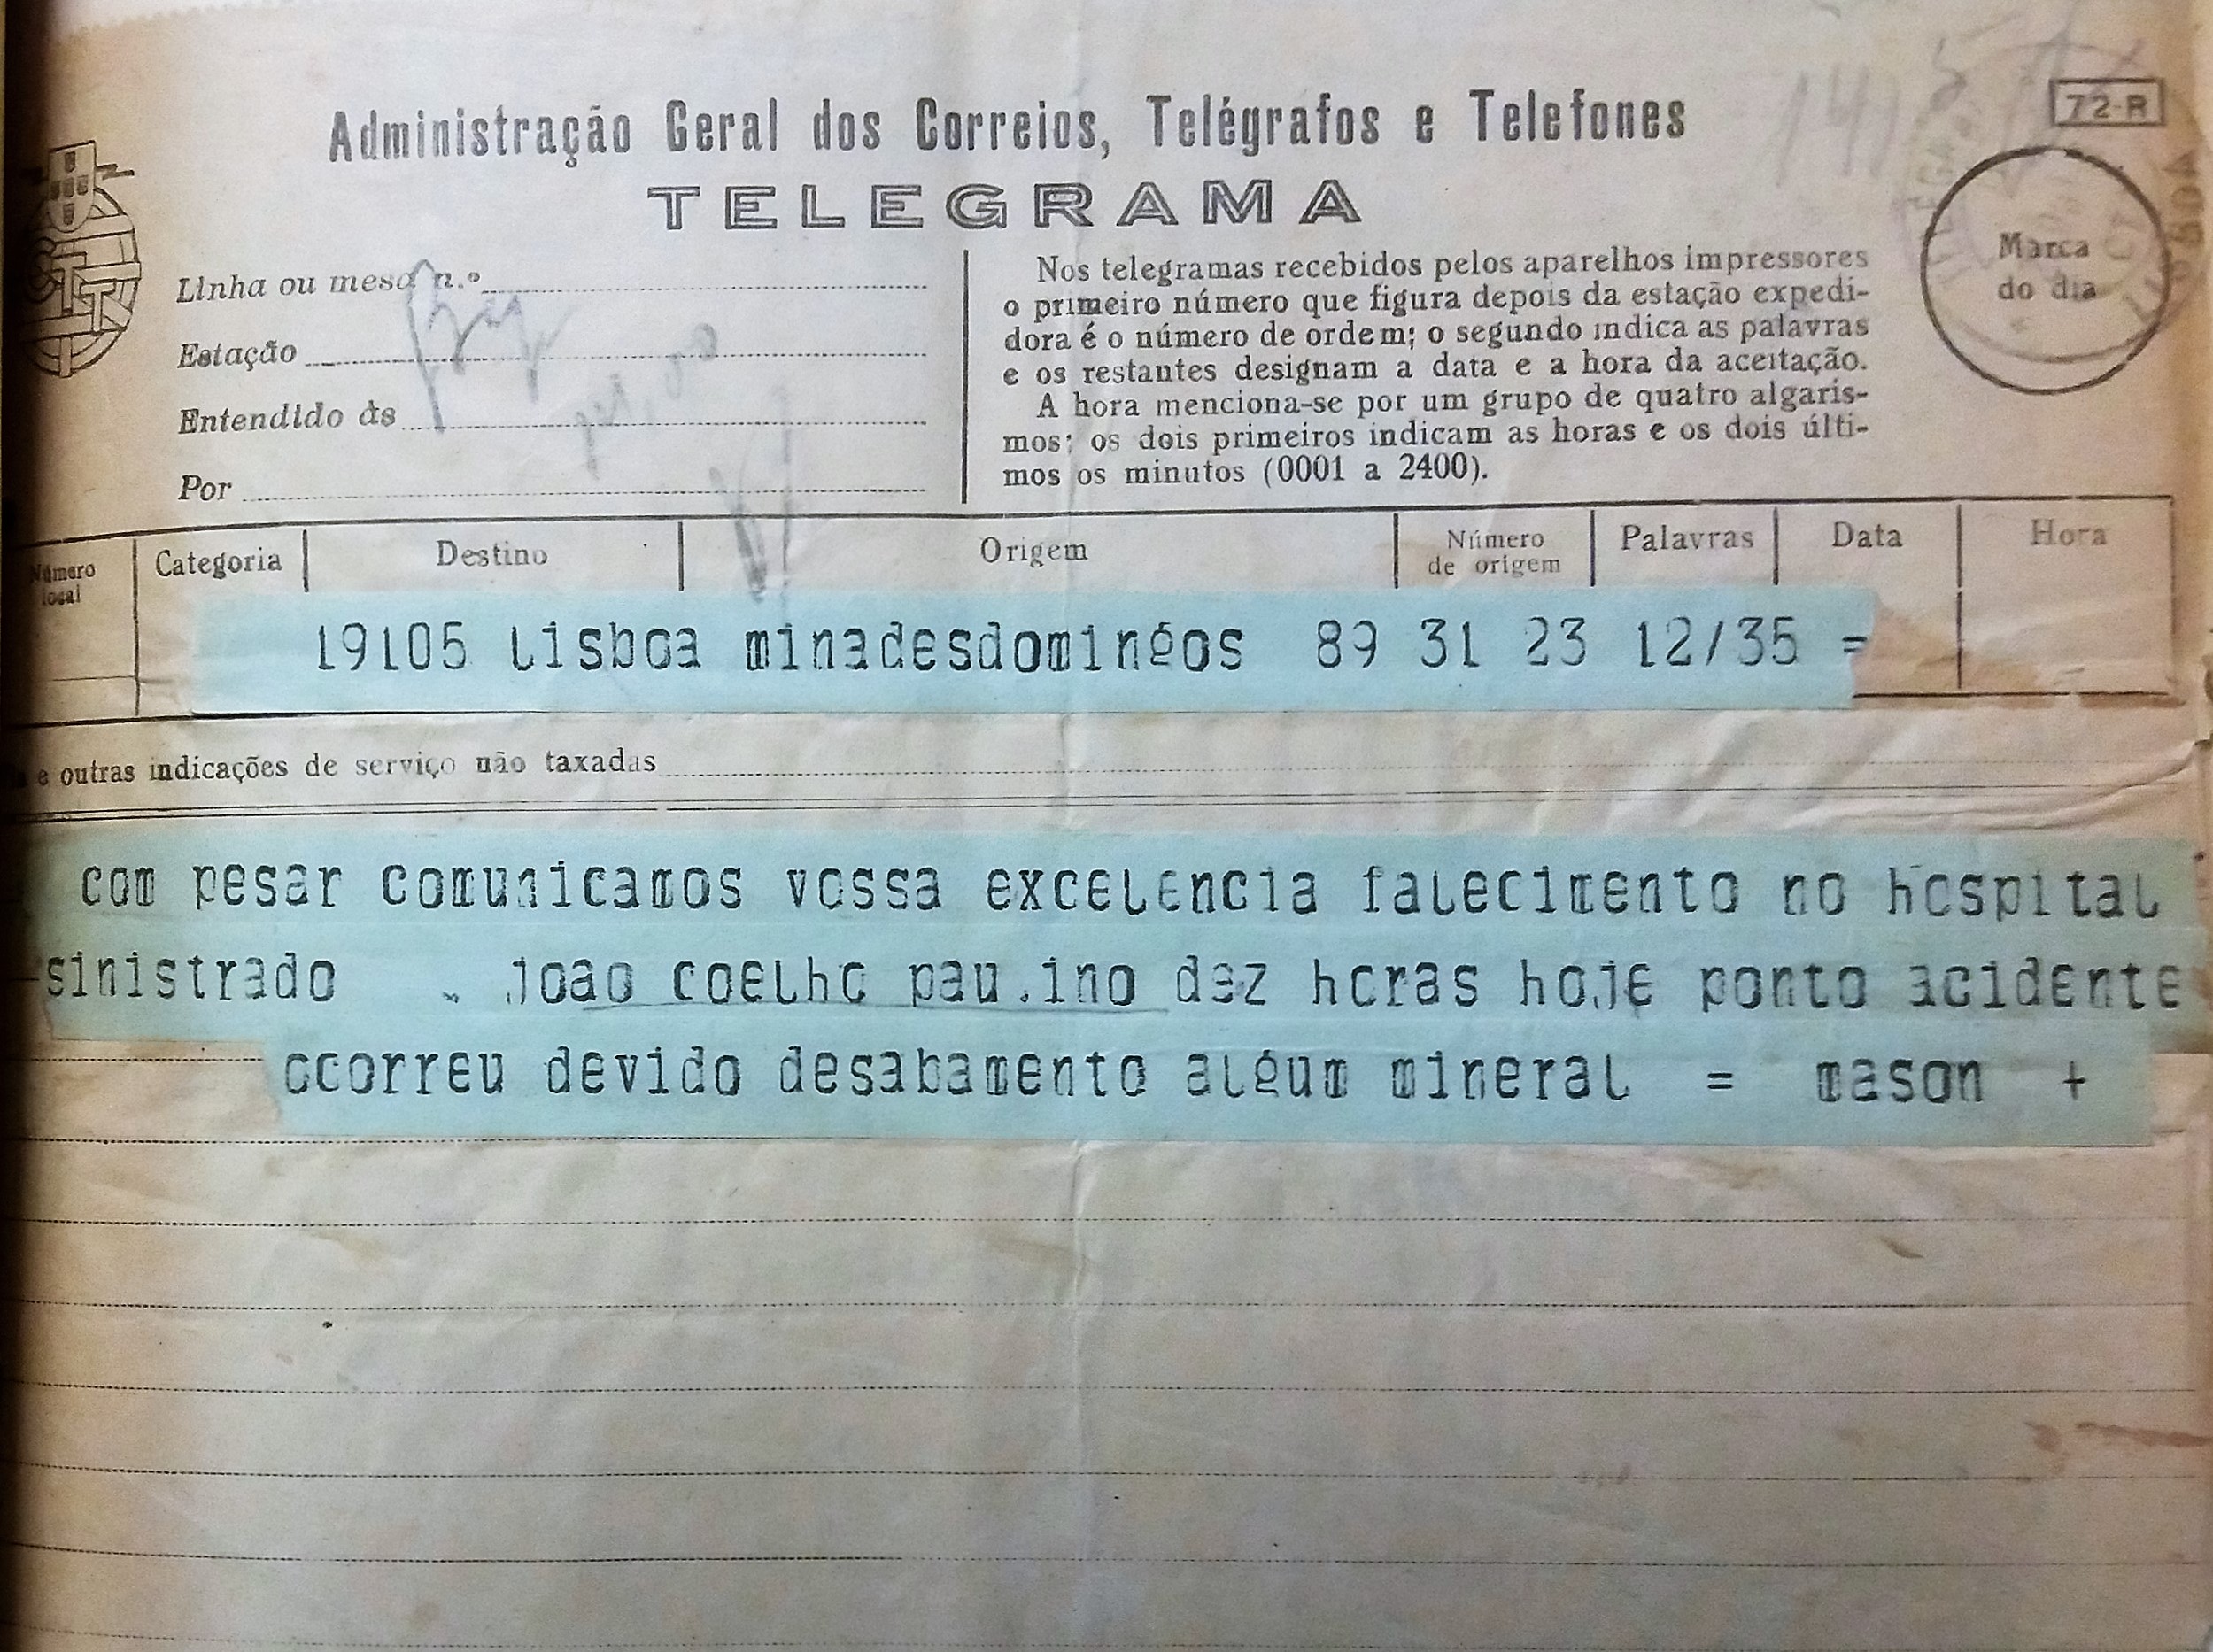 72-R
Administração Geral dos Correios, Telégrafos e Telefones
TELEGRAMA
CTT
Linha ou mesa n.º
Estação
Entendido às
Por
Nos telegramas recebidos pelos aparelhos impressores
o primeiro número que figura depois da estação expedi-
dora é o número de ordem; o segundo indica as palavras
e os restantes designam a data e a hora da aceitação.
A hora menciona-se por um grupo de quatro algaris-
mos; os dois primeiros indicam as horas e os dois últi-
mos os minutos (0001 a 2400).
Marca
do dia
Número
local
Categoria
Destino
Origem
Número
de origem
Palavras
Data
Hora
19105 lisboa minadesdomingos 89 31 23 12/35 =
e outras indicações de serviço não taxadas
com pesar comunicamos vossa excelencia falecimento no hospital
sinistrado joao coelho pau.ino dez horas hoje ponto acidente
ocorreu devido desabamento algum mineral = mason +